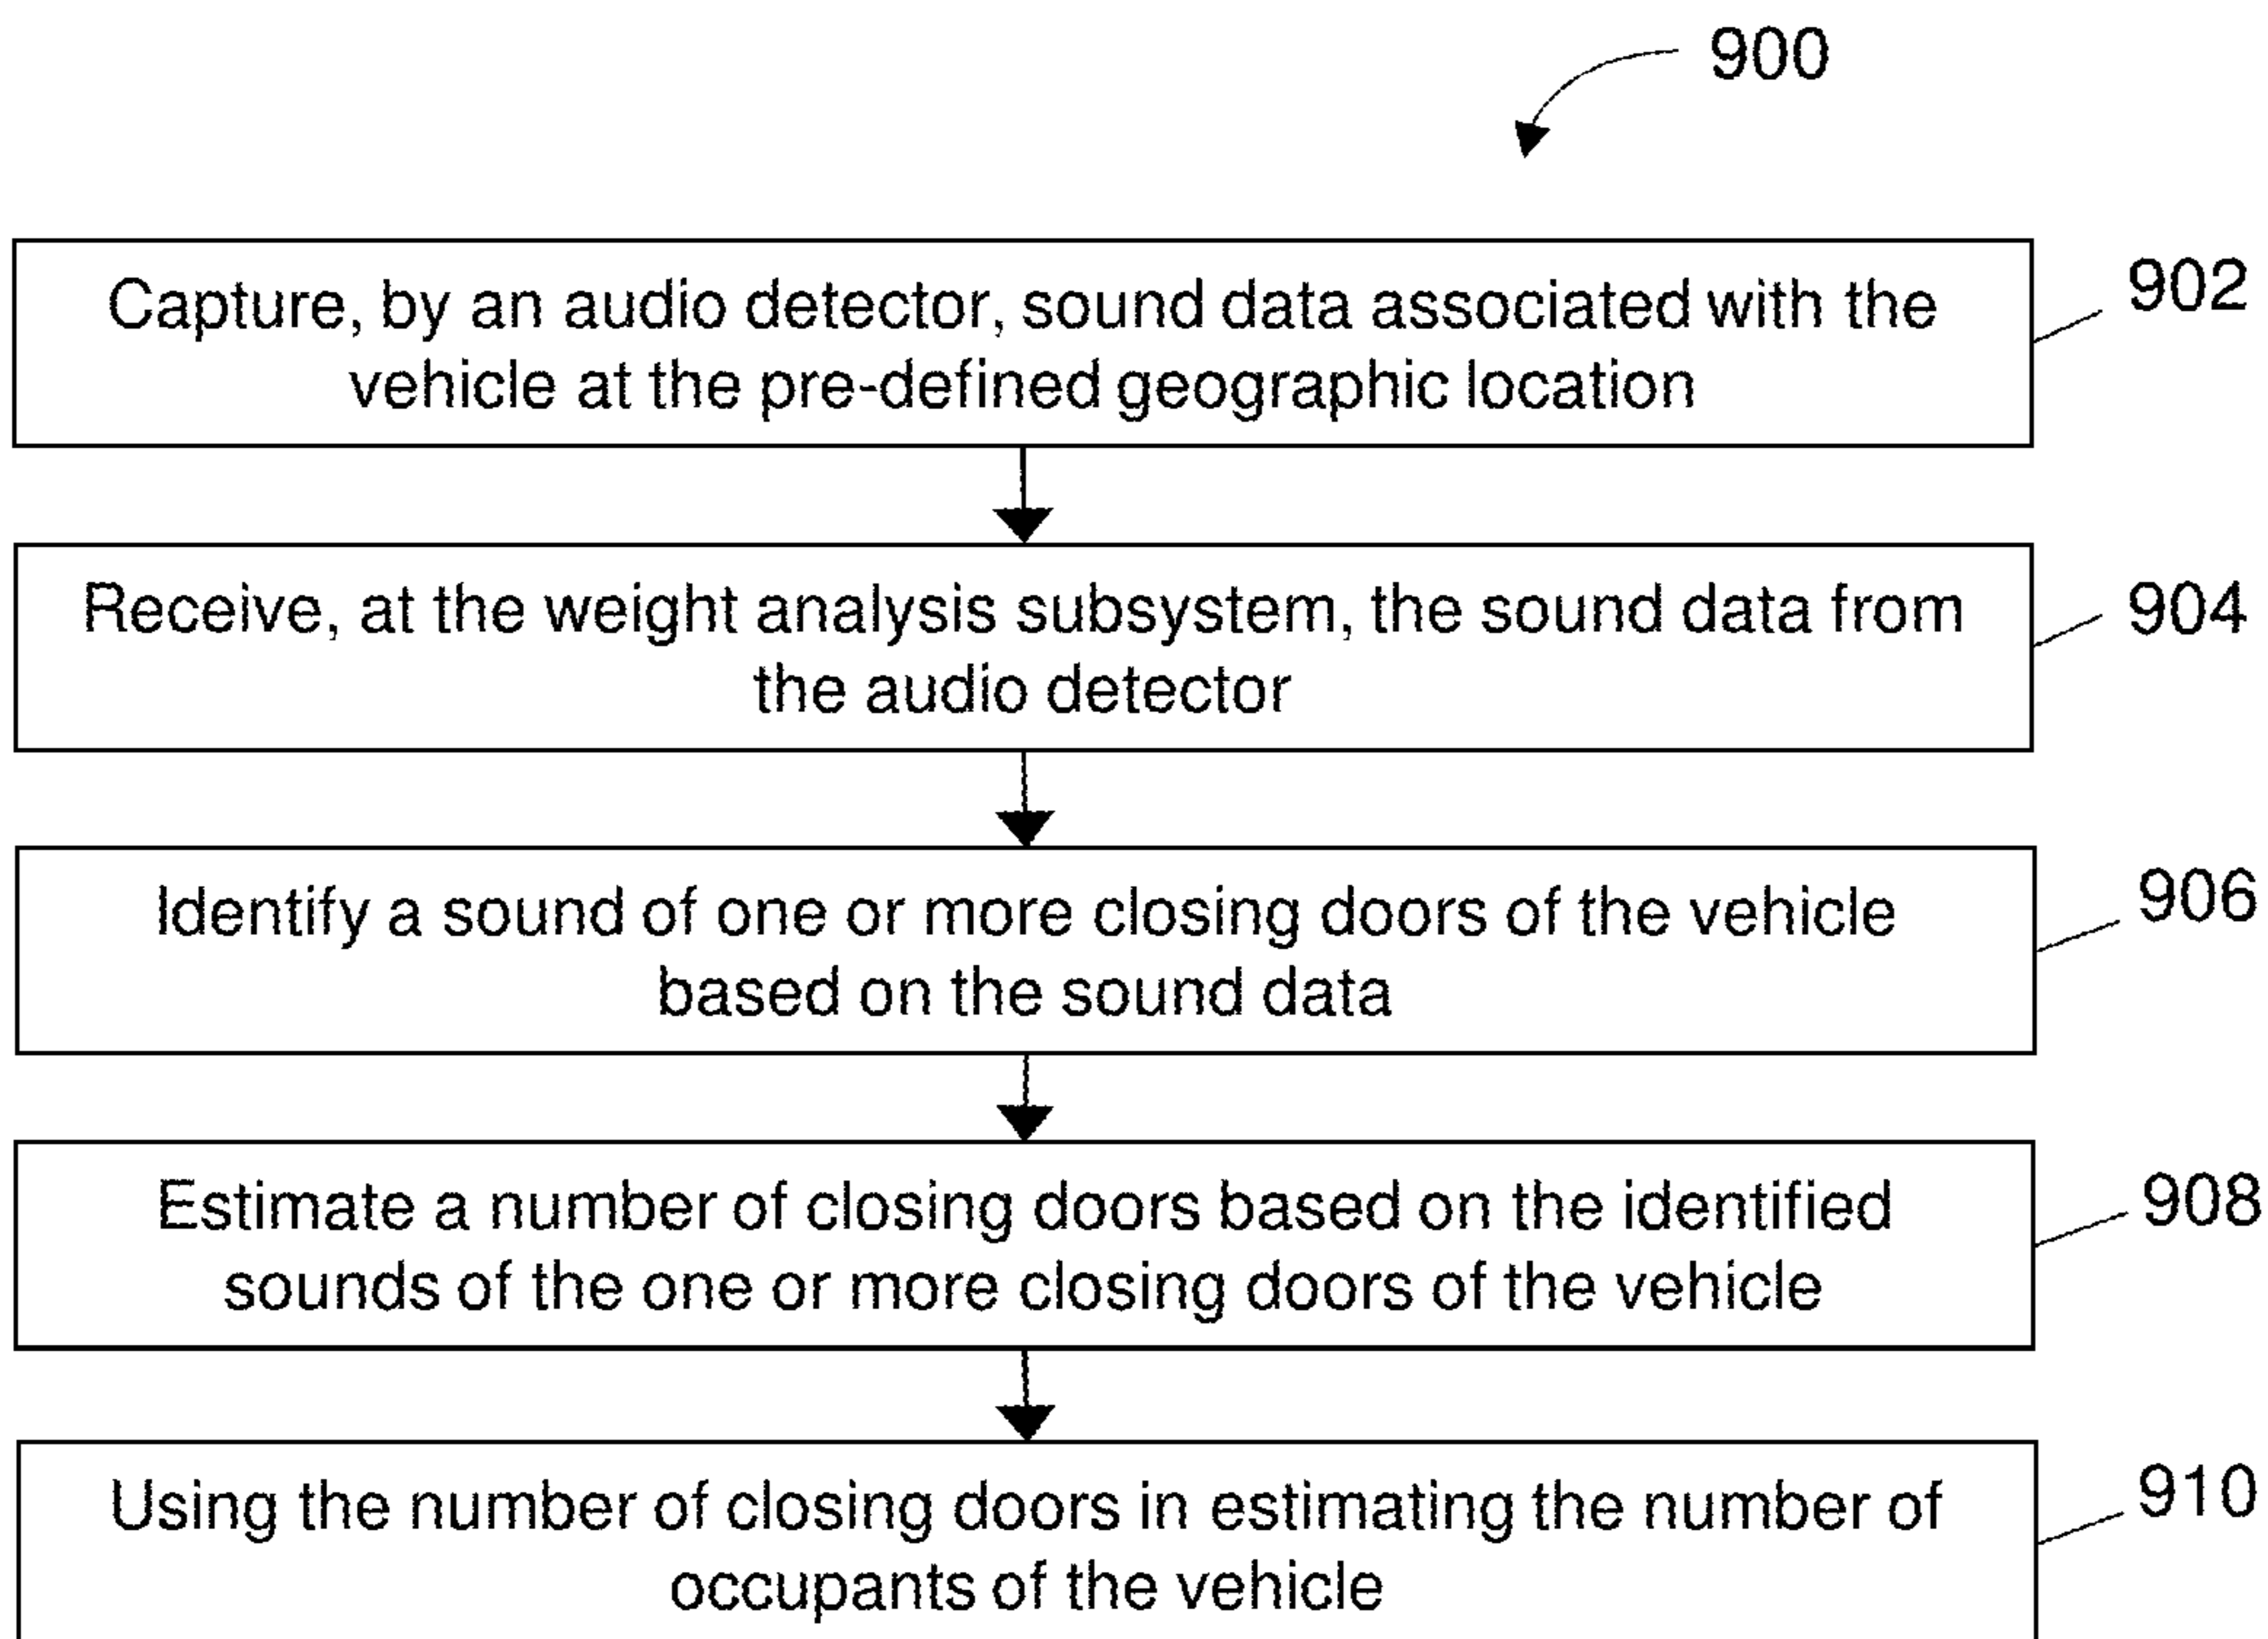 900
Capture, by an audio detector, sound data associated with the
vehicle at the pre-defined geographic location
902
Receive, at the weight analysis subsystem, the sound data from
the audio detector
904
Identify a sound of one or more closing doors of the vehicle
based on the sound data
906
Estimate a number of closing doors based on the identified
sounds of the one or more closing doors of the vehicle
908
Using the number of closing doors in estimating the number of
occupants of the vehicle
910